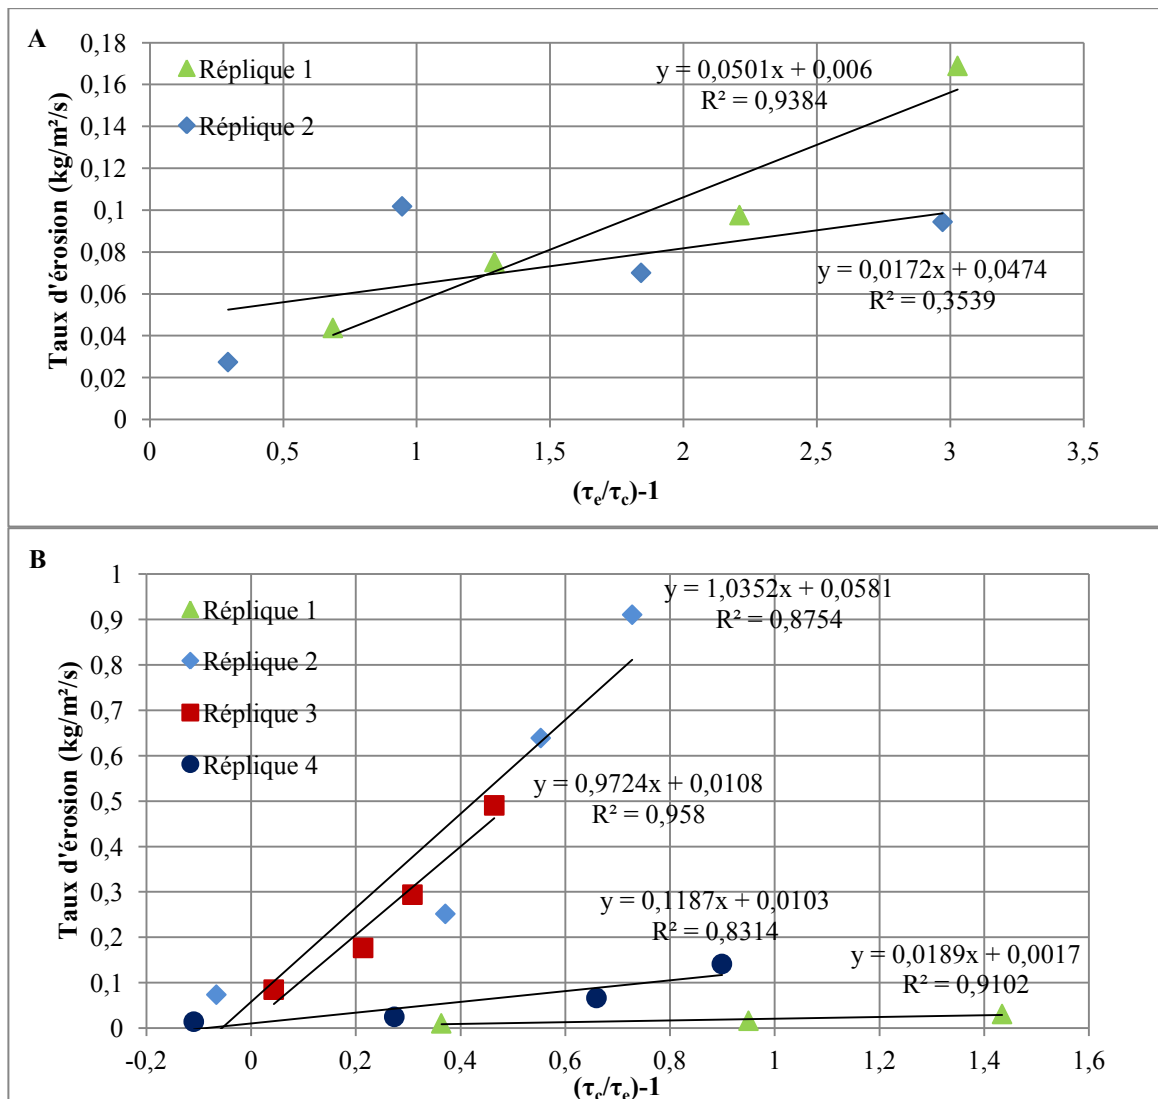 A
Réplique 1
Réplique 2
y = 0,0501x + 0,006
R² = 0,9384
y = 0,0172x + 0,0474
R² = 0,3539
Taux d'érosion (kg/m²/s)
0,18
0,16
0,14
0,12
0,1
0,08
0,06
0,04
0,02
0
0 0,5 1 1,5 2 2,5 3 3,5
(τe/τc)-1
B
Réplique 1
Réplique 2
Réplique 3
Réplique 4
y = 1,0352x + 0,0581
R² = 0,8754
y = 0,9724x + 0,0108
R² = 0,958
y = 0,1187x + 0,0103
R² = 0,8314
y = 0,0189x + 0,0017
R² = 0,9102
Taux d'érosion (kg/m²/s)
1
0,9
0,8
0,7
0,6
0,5
0,4
0,3
0,2
0,1
0
-0,2 0 0,2 0,4 0,6 0,8 1 1,2 1,4 1,6
(τc/τe)-1